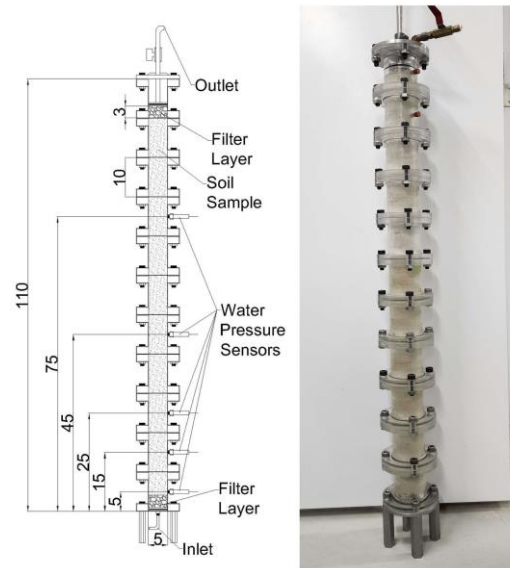 Outlet
3
Filter
Layer
10
Soil
Sample
110
75
Water
Pressure
Sensors
45
25
15
5
Filter
Layer
5
Inlet